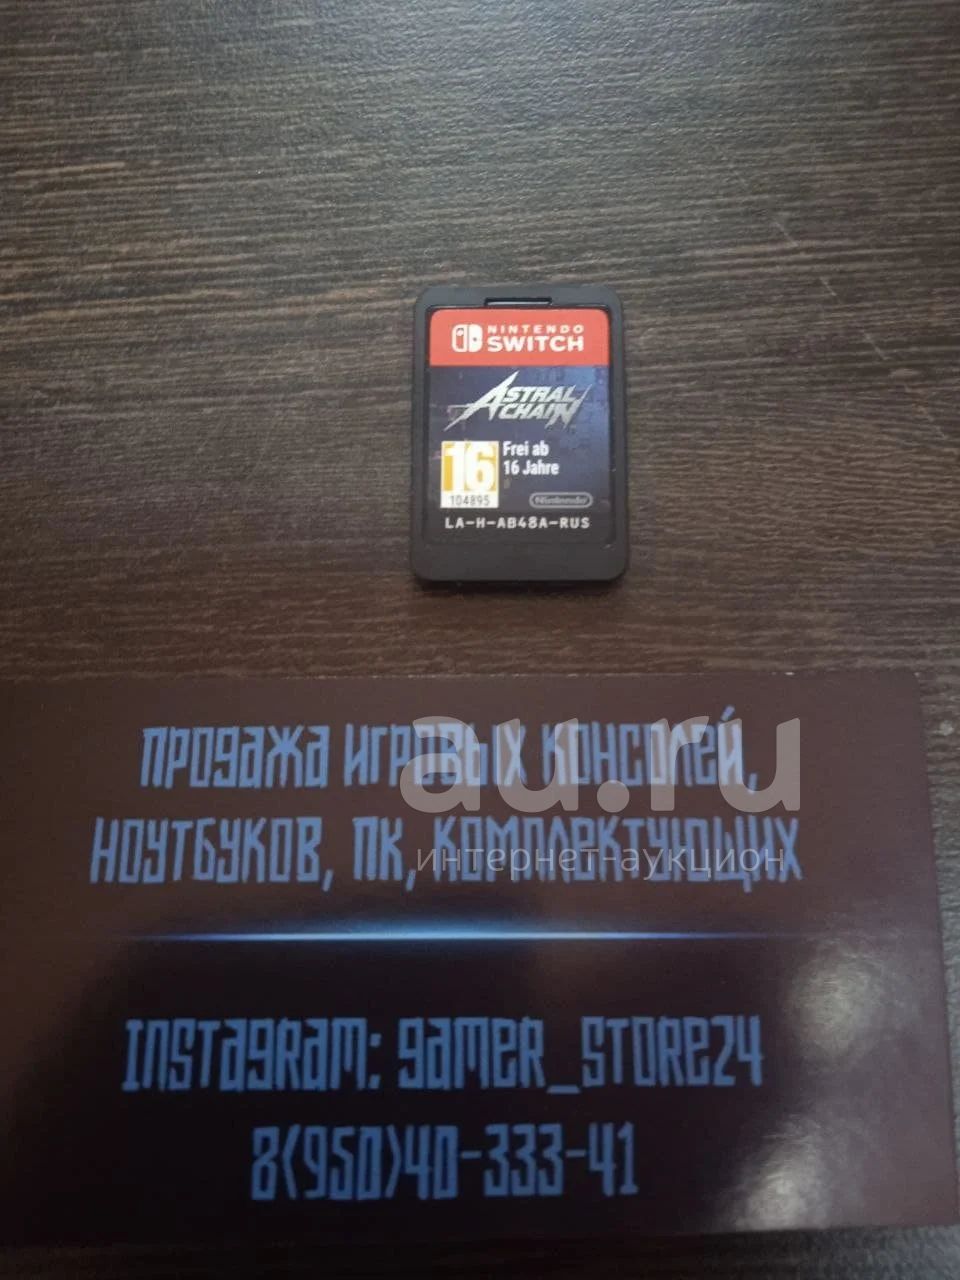 NINTENDO
SWITCH
ASTRAL
CHAIN
16
Frei ab
16 Jahre
104895
Nintendo
LA-H-AB48A-RUS
продажа игровых консолей,
ноутбуков, пк, комплектующих
au.ru
интернет-аукцион
Instagram: gamer_store24
8(950)40-333-41